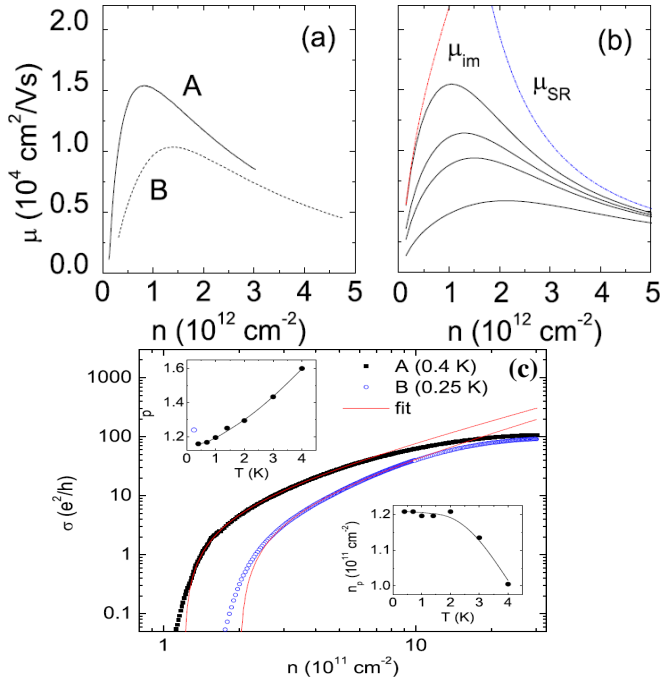 (a)
2.0
1.5
1.0
0.5
0.0
μ (10⁴ cm²/Vs)
A
B
0 1 2 3 4 5
n (10¹² cm⁻²)
(b)
μim
μSR
0 1 2 3 4 5
n (10¹² cm⁻²)
(c)
1000
100
10
1
0.1
σ (e²/h)
A (0.4 K)
B (0.25 K)
fit
1.6
1.4
1.2
p
0 1 2 3 4
T (K)
1.2
1.1
1.0
np (10¹¹ cm⁻²)
0 1 2 3 4
T (K)
1 10
n (10¹¹ cm⁻²)